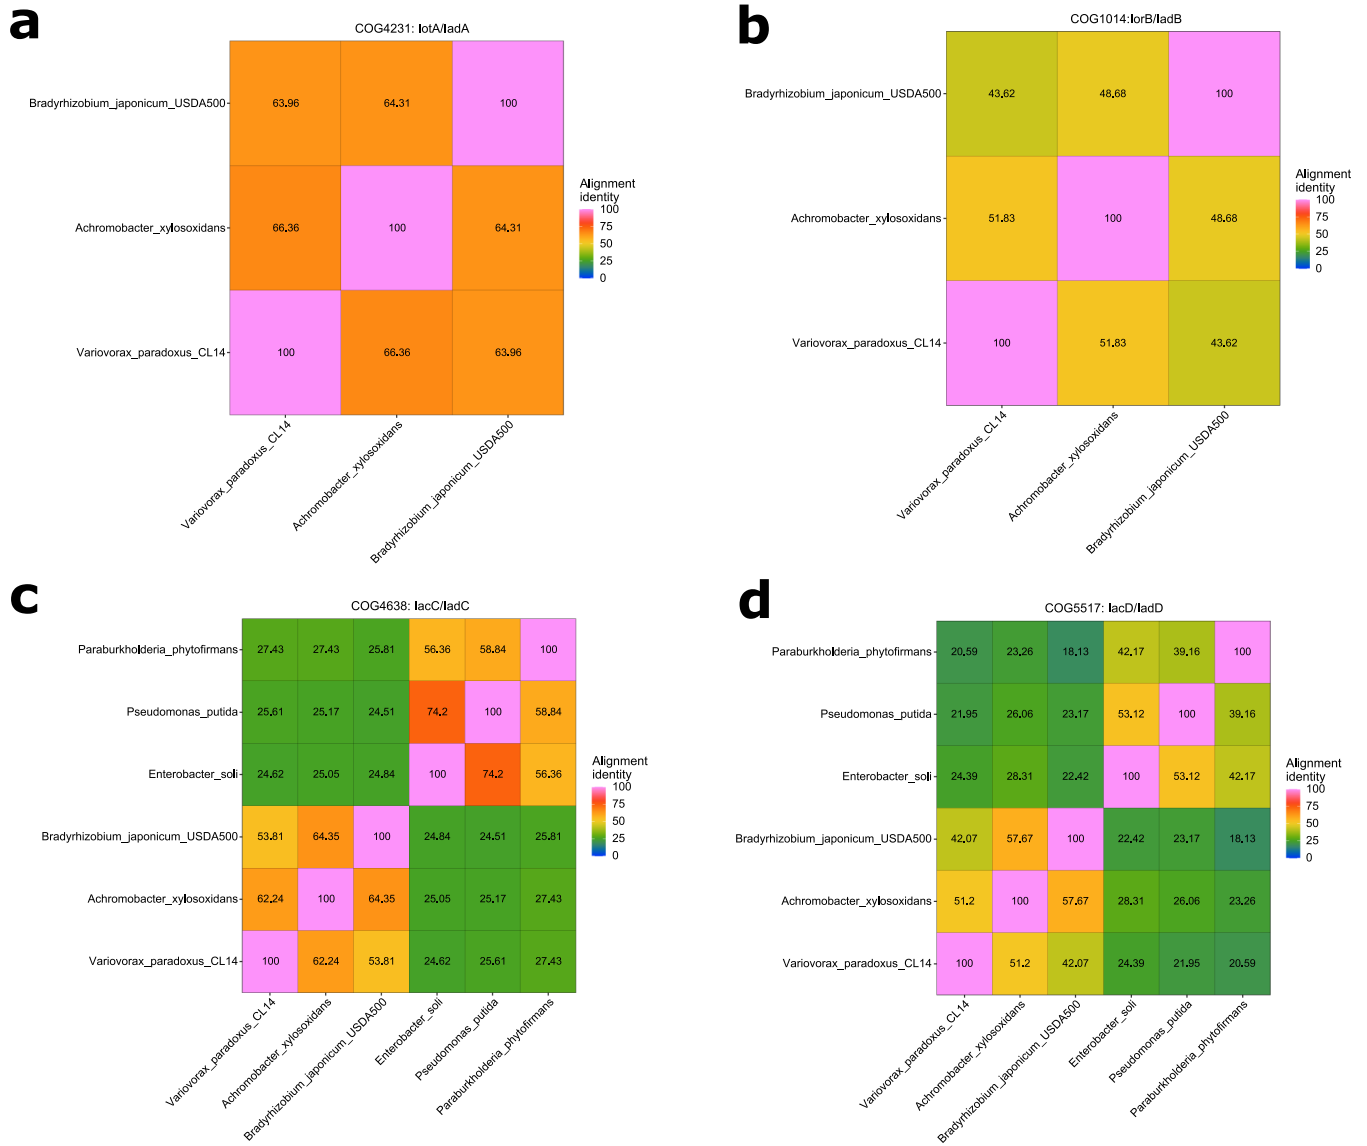 a
COG4231: IotA/IadA
Bradyrhizobium_japonicum_USDA500
63.96 64.31 100
Achromobacter_xylosoxidans
66.36 100 64.31
Variovorax_paradoxus_CL14
100 66.36 63.96
Variovorax_paradoxus_CL14
Achromobacter_xylosoxidans
Bradyrhizobium_japonicum_USDA500
Alignment
identity
100
75
50
25
0
b
COG1014:IorB/IadB
Bradyrhizobium_japonicum_USDA500
43.62 48.68 100
Achromobacter_xylosoxidans
51.83 100 48.68
Variovorax_paradoxus_CL14
100 51.83 43.62
Variovorax_paradoxus_CL14
Achromobacter_xylosoxidans
Bradyrhizobium_japonicum_USDA500
Alignment
identity
100
75
50
25
0
c
COG4638: IacC/IadC
Paraburkholderia_phytofirmans
27.43 27.43 25.81 56.36 58.84 100
Pseudomonas_putida
25.61 25.17 24.51 74.2 100 58.84
Enterobacter_soli
24.62 25.05 24.84 100 74.2 56.36
Bradyrhizobium_japonicum_USDA500
53.81 64.35 100 24.84 24.51 25.81
Achromobacter_xylosoxidans
62.24 100 64.35 25.05 25.17 27.43
Variovorax_paradoxus_CL14
100 62.24 53.81 24.62 25.61 27.43
Variovorax_paradoxus_CL14
Achromobacter_xylosoxidans
Bradyrhizobium_japonicum_USDA500
Enterobacter_soli
Pseudomonas_putida
Paraburkholderia_phytofirmans
Alignment
identity
100
75
50
25
0
d
COG5517: IacD/IadD
Paraburkholderia_phytofirmans
20.59 23.26 18.13 42.17 39.16 100
Pseudomonas_putida
21.95 26.06 23.17 53.12 100 39.16
Enterobacter_soli
24.39 28.31 22.42 100 53.12 42.17
Bradyrhizobium_japonicum_USDA500
42.07 57.67 100 22.42 23.17 18.13
Achromobacter_xylosoxidans
51.2 100 57.67 28.31 26.06 23.26
Variovorax_paradoxus_CL14
100 51.2 42.07 24.39 21.95 20.59
Variovorax_paradoxus_CL14
Achromobacter_xylosoxidans
Bradyrhizobium_japonicum_USDA500
Enterobacter_soli
Pseudomonas_putida
Paraburkholderia_phytofirmans
Alignment
identity
100
75
50
25
0